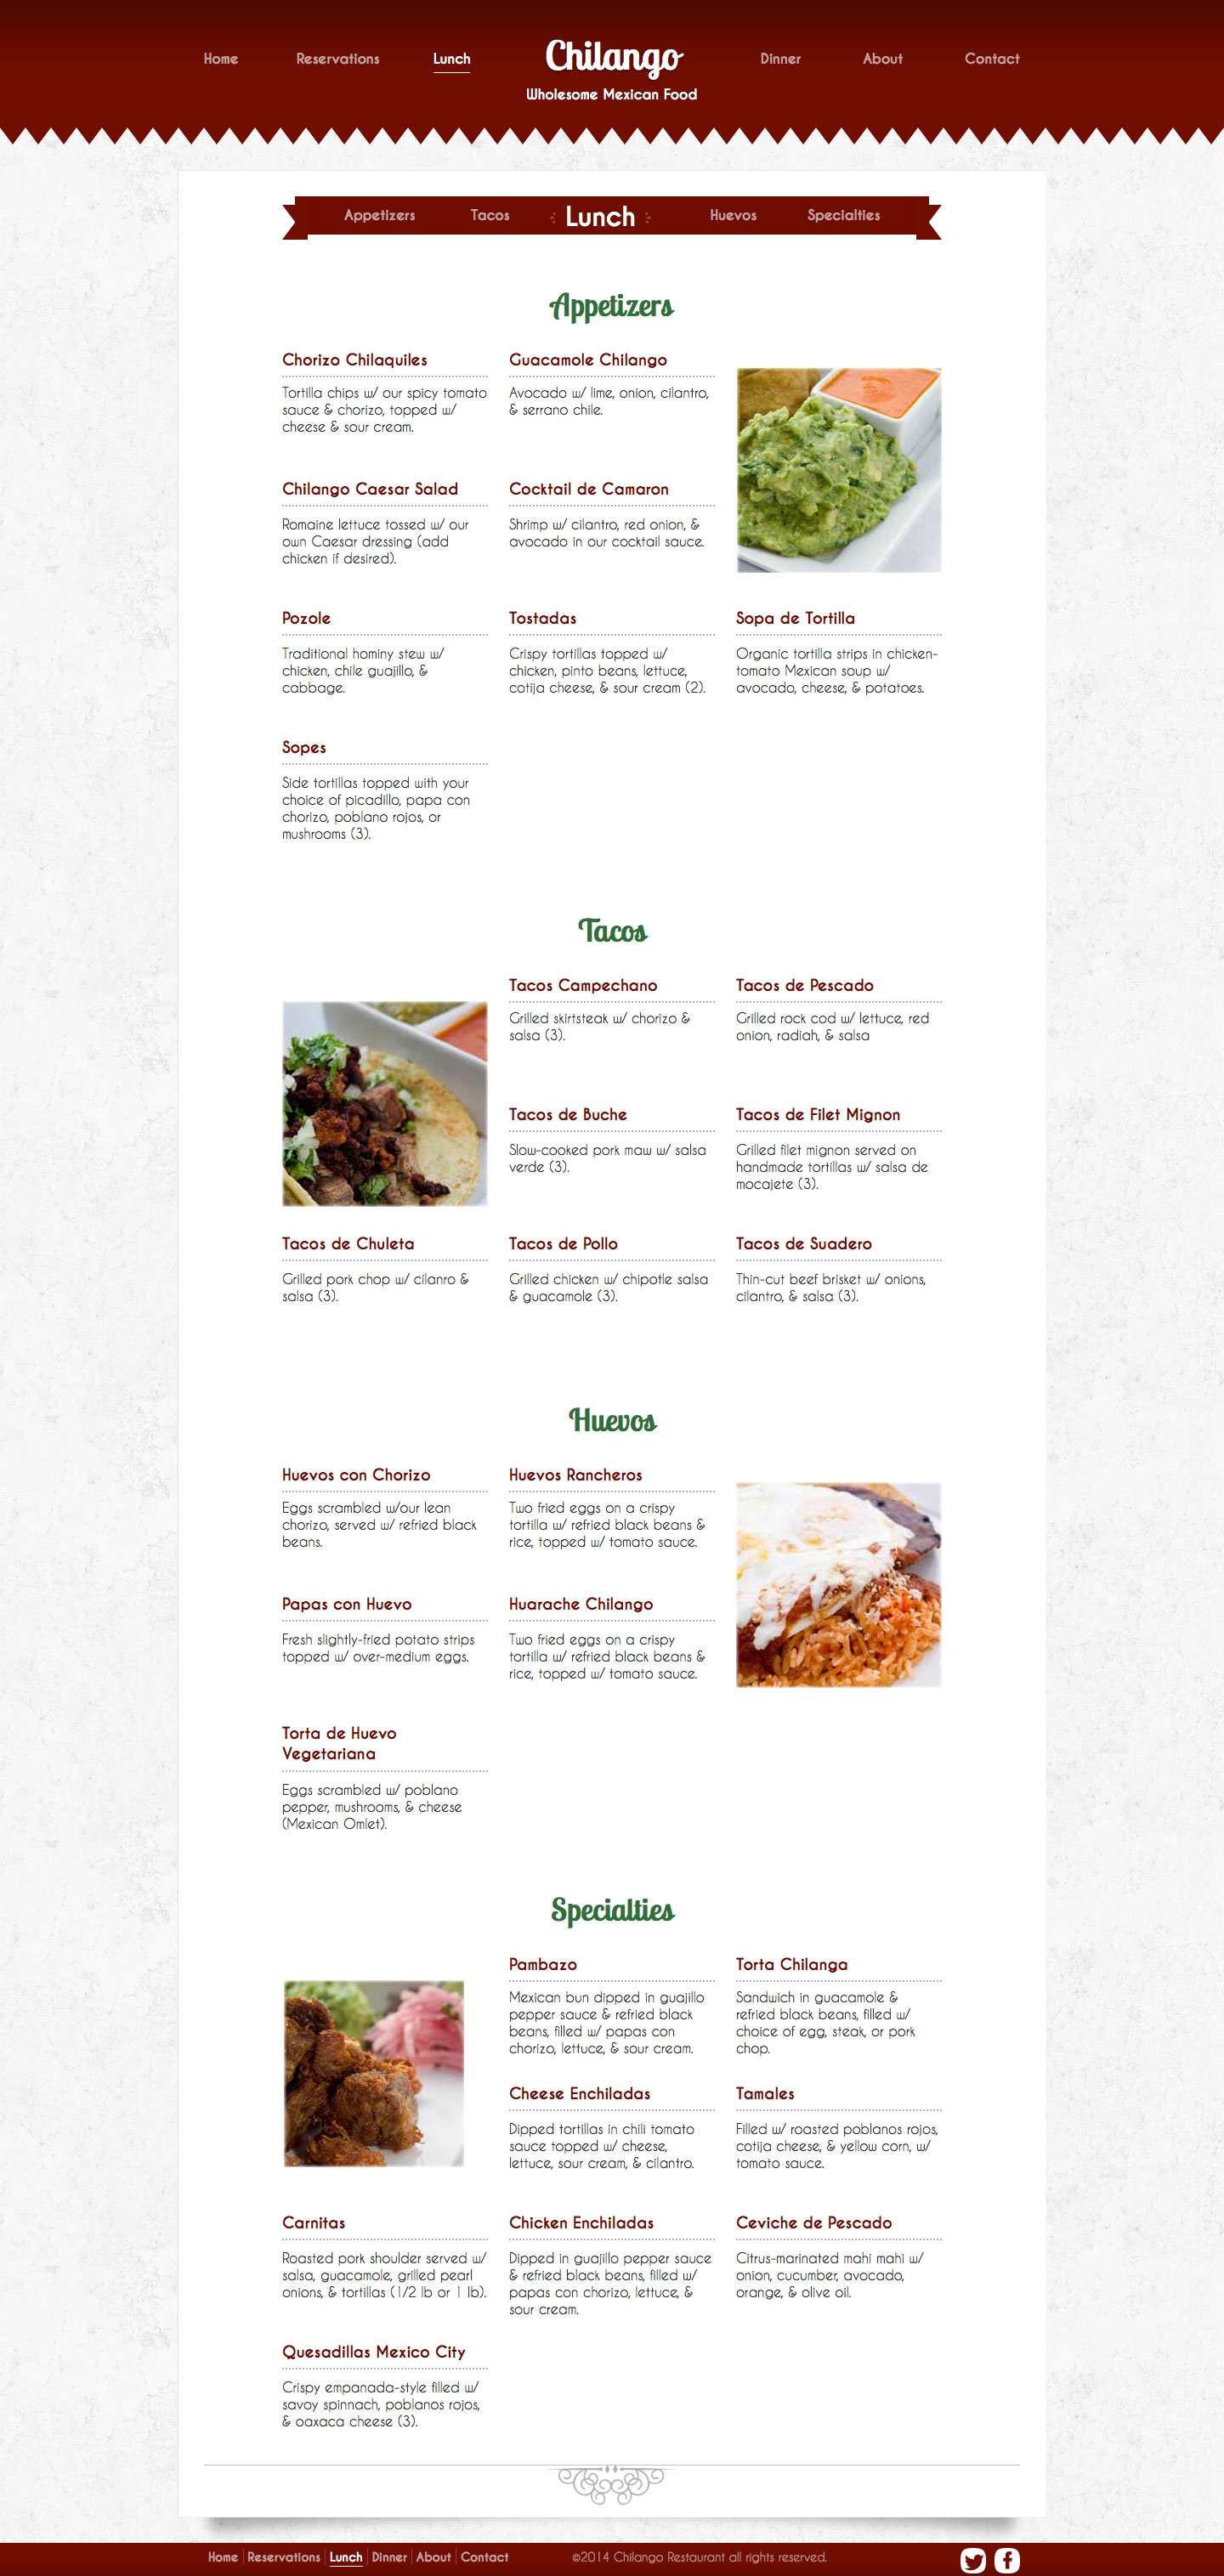 Home Reservations Lunch Chilango Dinner About Contact
Wholesome Mexican Food
Appetizers Tacos Lunch Huevos Specialties
Appetizers
Chorizo Chilaquiles
Tortilla chips w/ our spicy tomato
sauce & chorizo, topped w/
cheese & sour cream.
Guacamole Chilango
Avocado w/ lime, onion, cilantro,
& serrano chile.
Chilango Caesar Salad
Romaine lettuce tossed w/ our
own Caesar dressing (add
chicken if desired).
Cocktail de Camaron
Shrimp w/ cilantro, red onion, &
avocado in our cocktail sauce.
Pozole
Traditional hominy stew w/
chicken, chile guajillo, &
cabbage.
Tostadas
Crispy tortillas topped w/
chicken, pinto beans, lettuce,
cotija cheese, & sour cream (2).
Sopa de Tortilla
Organic tortilla strips in chicken-
tomato Mexican soup w/
avocado, cheese, & potatoes.
Sopes
Side tortillas topped with your
choice of picadillo, papa con
chorizo, poblano rojos, or
mushrooms (3).
Tacos
Tacos Campechano
Grilled skirtsteak w/ chorizo &
salsa (3).
Tacos de Pescado
Grilled rock cod w/ lettuce, red
onion, radiah, & salsa
Tacos de Buche
Slow-cooked pork maw w/ salsa
verde (3).
Tacos de Filet Mignon
Grilled filet mignon served on
handmade tortillas w/ salsa de
mocajete (3).
Tacos de Chuleta
Grilled pork chop w/ cilanro &
salsa (3).
Tacos de Pollo
Grilled chicken w/ chipotle salsa
& guacamole (3).
Tacos de Suadero
Thin-cut beef brisket w/ onions,
cilantro, & salsa (3).
Huevos
Huevos con Chorizo
Eggs scrambled w/our lean
chorizo, served w/ refried black
beans.
Huevos Rancheros
Two fried eggs on a crispy
tortilla w/ refried black beans &
rice, topped w/ tomato sauce.
Papas con Huevo
Fresh slightly-fried potato strips
topped w/ over-medium eggs.
Huarache Chilango
Two fried eggs on a crispy
tortilla w/ refried black beans &
rice, topped w/ tomato sauce.
Torta de Huevo
Vegetariana
Eggs scrambled w/ poblano
pepper, mushrooms, & cheese
(Mexican Omlet).
Specialties
Pambazo
Mexican bun dipped in guajillo
pepper sauce & refried black
beans, filled w/ papas con
chorizo, lettuce, & sour cream.
Torta Chilanga
Sandwich in guacamole &
refried black beans, filled w/
choice of egg, steak, or pork
chop.
Cheese Enchiladas
Dipped tortillas in chili tomato
sauce topped w/ cheese,
lettuce, sour cream, & cilantro.
Tamales
Filled w/ roasted poblanos rojos,
cotija cheese, & yellow corn, w/
tomato sauce.
Carnitas
Roasted pork shoulder served w/
salsa, guacamole, grilled pearl
onions, & tortillas (1/2 lb or 1 lb).
Chicken Enchiladas
Dipped in guajillo pepper sauce
& refried black beans, filled w/
papas con chorizo, lettuce, &
sour cream.
Ceviche de Pescado
Citrus-marinated mahi mahi w/
onion, cucumber, avocado,
orange, & olive oil.
Quesadillas Mexico City
Crispy empanada-style filled w/
savoy spinnach, poblanos rojos,
& oaxaca cheese (3).
Home Reservations Lunch Dinner About Contact ©2014 Chilango Restaurant all rights reserved.